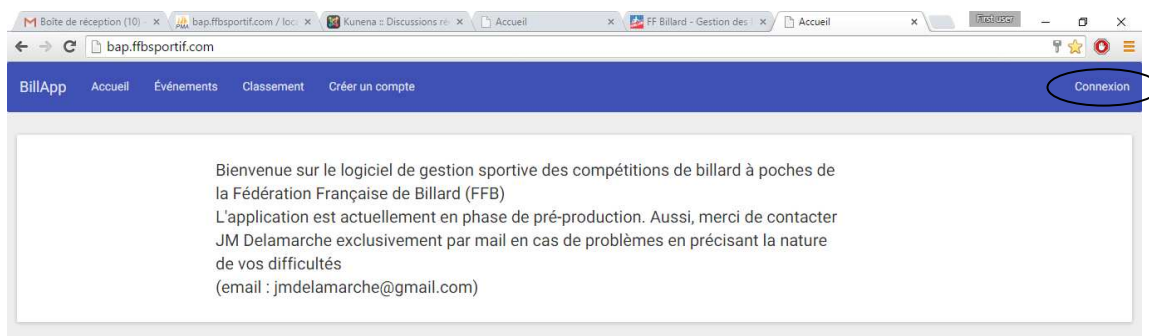 Boîte de réception (10) -
bap.ffbsportif.com / loca
Kunena :: Discussions ré
Accueil
FF Billard - Gestion des l
Accueil
First user
bap.ffbsportif.com
BillApp Accueil Événements Classement Créer un compte Connexion
Bienvenue sur le logiciel de gestion sportive des compétitions de billard à poches de
la Fédération Française de Billard (FFB)
L'application est actuellement en phase de pré-production. Aussi, merci de contacter
JM Delamarche exclusivement par mail en cas de problèmes en précisant la nature
de vos difficultés
(email : jmdelamarche@gmail.com)